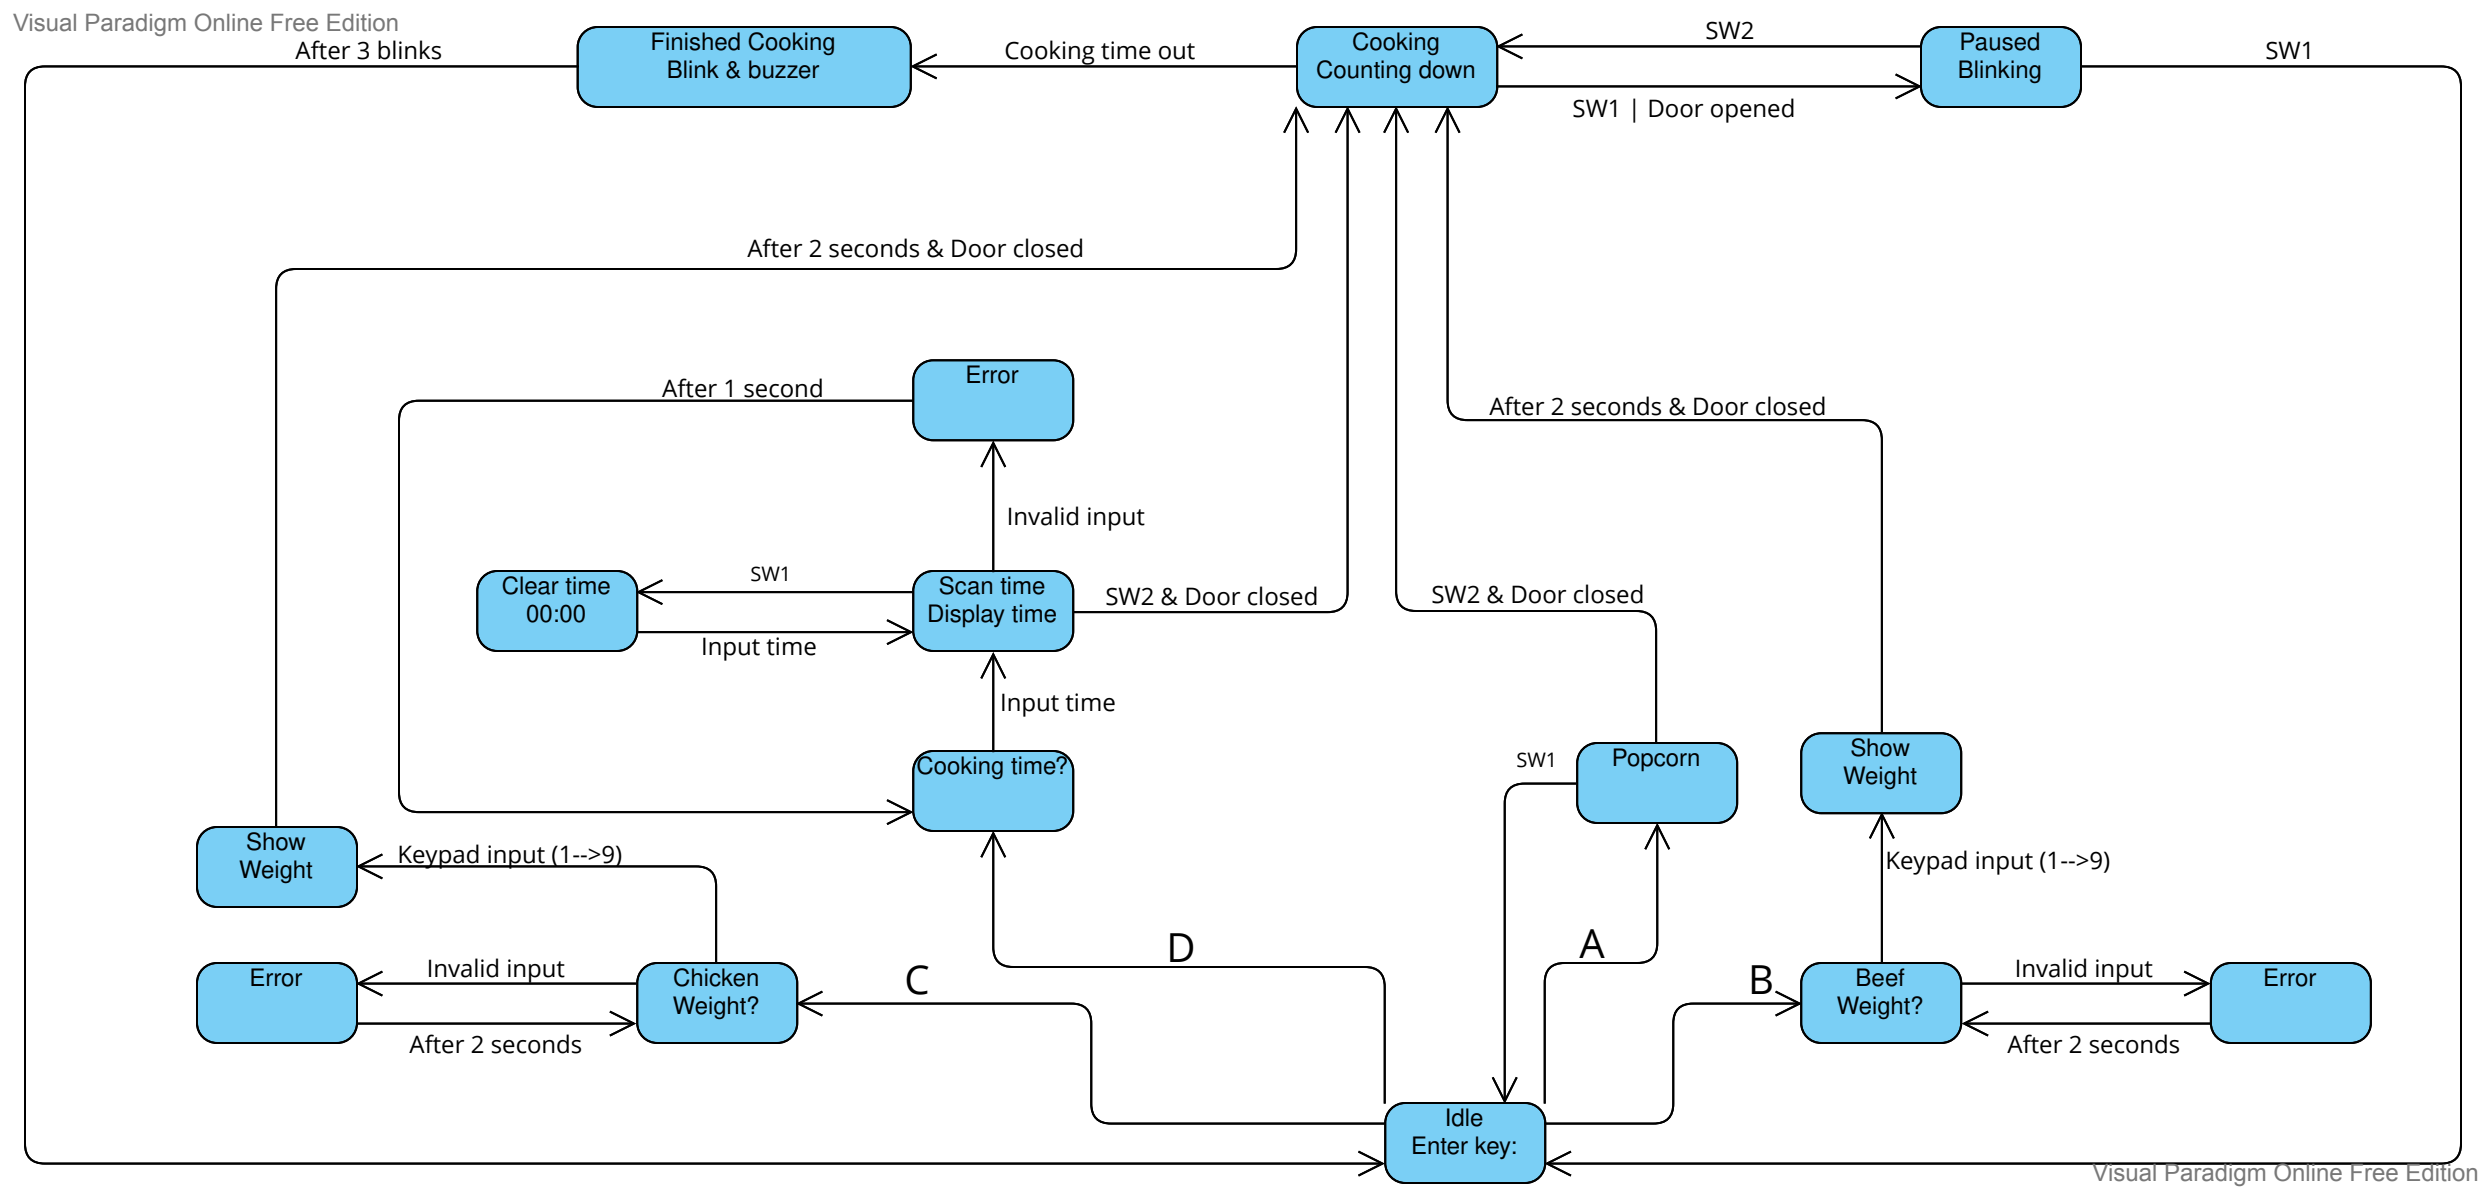 Visual Paradigm Online Free Edition
After 3 blinks
Finished Cooking
Blink & buzzer
Cooking time out
Cooking
Counting down
SW2
SW1 | Door opened
Paused
Blinking
SW1
After 2 seconds & Door closed
After 1 second
Error
After 2 seconds & Door closed
Invalid input
Clear time
00:00
SW1
Input time
Scan time
Display time
SW2 & Door closed
SW2 & Door closed
Input time
Cooking time?
SW1
Popcorn
Show
Weight
Show
Weight
Keypad input (1-->9)
Keypad input (1-->9)
D
A
Error
Invalid input
After 2 seconds
Chicken
Weight?
C
B
Beef
Weight?
Invalid input
After 2 seconds
Error
Idle
Enter key:
Visual Paradigm Online Free Edition